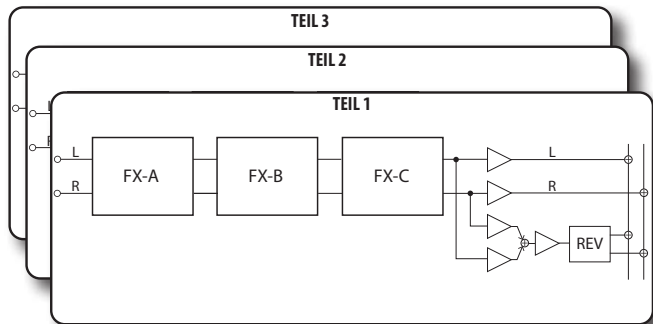 TEIL 3
TEIL 2
TEIL 1
L
R
FX-A
FX-B
FX-C
L
R
REV